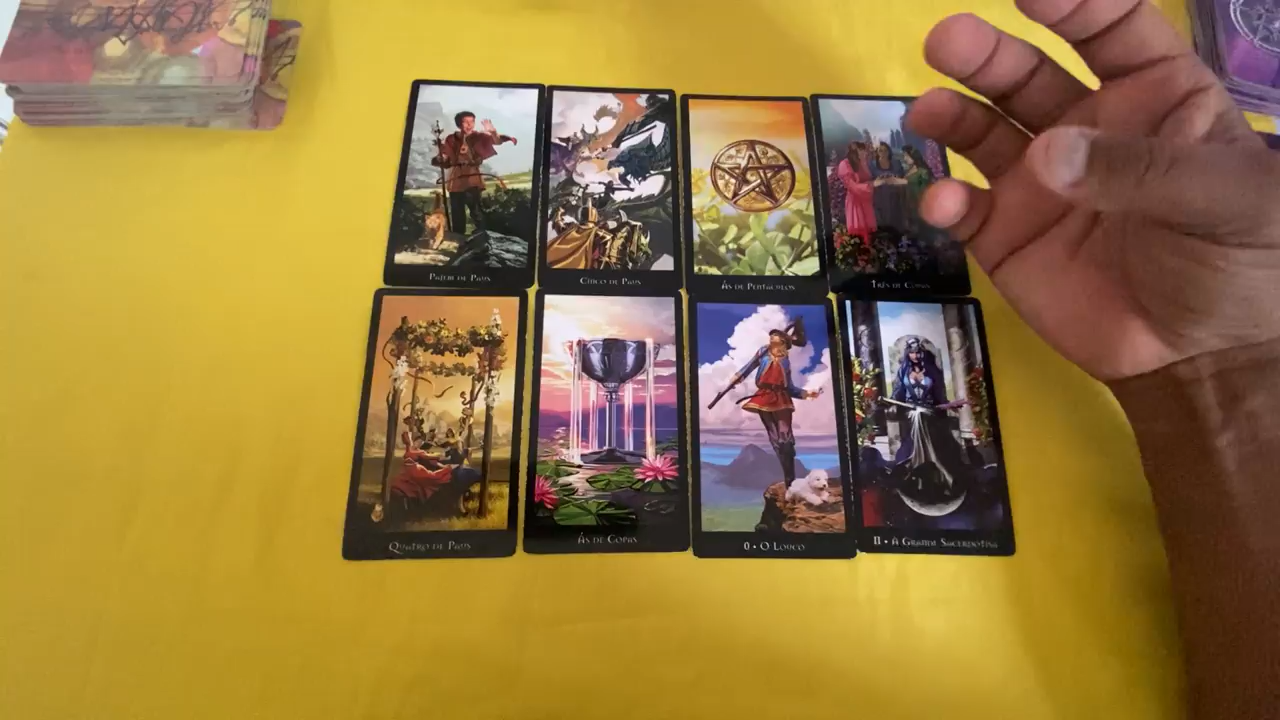 Pajem de Paus
Cinco de Paus
Ás de Pentáculos
Três de Copas
Quatro de Paus
Ás de Copas
0 • O Louco
II • A Grande Sacerdotisa